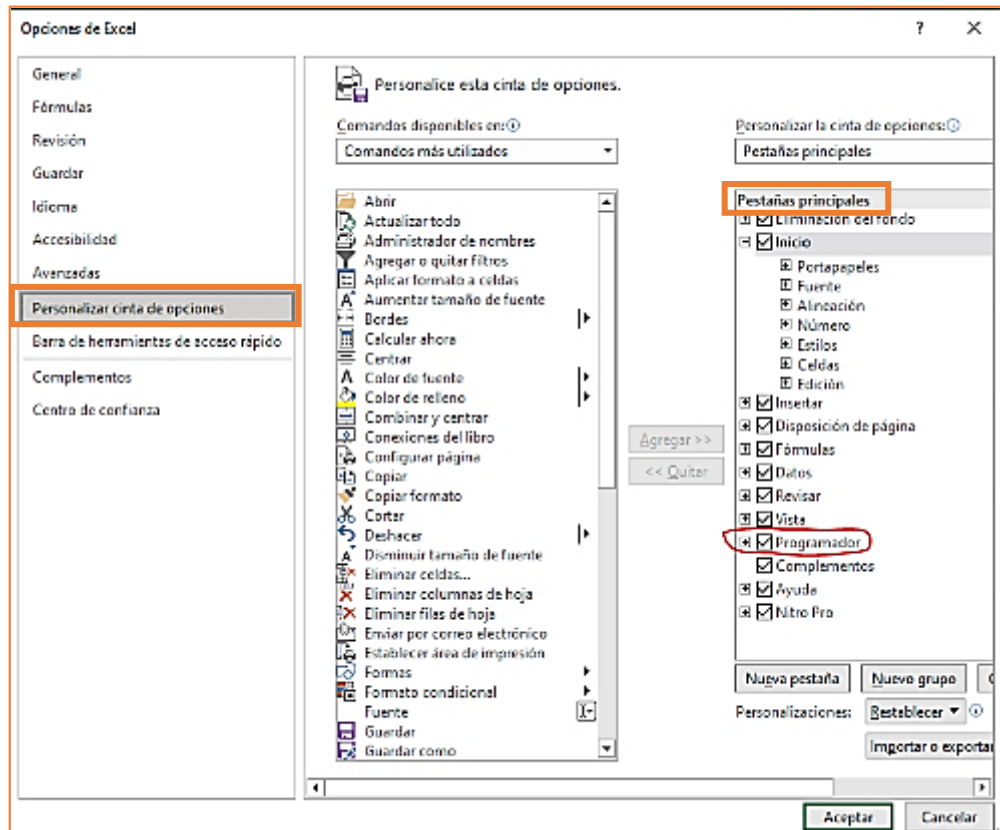 Opciones de Excel
?
General
Fórmulas
Revisión
Guardar
Idioma
Accesibilidad
Avanzadas
Personalizar cinta de opciones
Barra de herramientas de acceso rápido
Complementos
Centro de confianza
Personalice esta cinta de opciones.
Comandos disponibles en:
Comandos más utilizados
Abrir
Actualizar todo
Administrador de nombres
Agregar o quitar filtros
Aplicar formato a celdas
Aumentar tamaño de fuente
Bordes
Calcular ahora
Centrar
Color de fuente
Color de relleno
Combinar y centrar
Conexiones del libro
Configurar página
Copiar
Copiar formato
Cortar
Deshacer
Disminuir tamaño de fuente
Eliminar celdas...
Eliminar columnas de hoja
Eliminar filas de hoja
Enviar por correo electrónico
Establecer área de impresión
Formas
Formato condicional
Fuente
Guardar
Guardar como
Agregar >>
<< Quitar
Personalizar la cinta de opciones:
Pestañas principales
Pestañas principales
Eliminación del fondo
Inicio
Portapapeles
Fuente
Alineación
Número
Estilos
Celdas
Edición
Insertar
Disposición de página
Fórmulas
Datos
Revisar
Vista
Programador
Complementos
Ayuda
Nitro Pro
Nueva pestaña
Nuevo grupo
Personalizaciones:
Restablecer
Importar o exportar
Aceptar
Cancelar